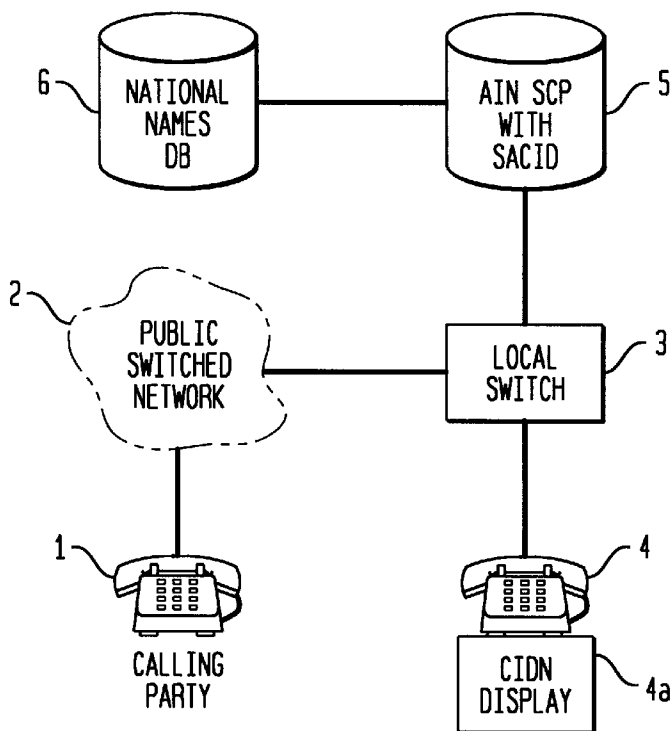 6
NATIONAL
NAMES
DB
AIN SCP
WITH
SACID
5
2
PUBLIC
SWITCHED
NETWORK
LOCAL
SWITCH
3
1
CALLING
PARTY
4
CIDN
DISPLAY
4a